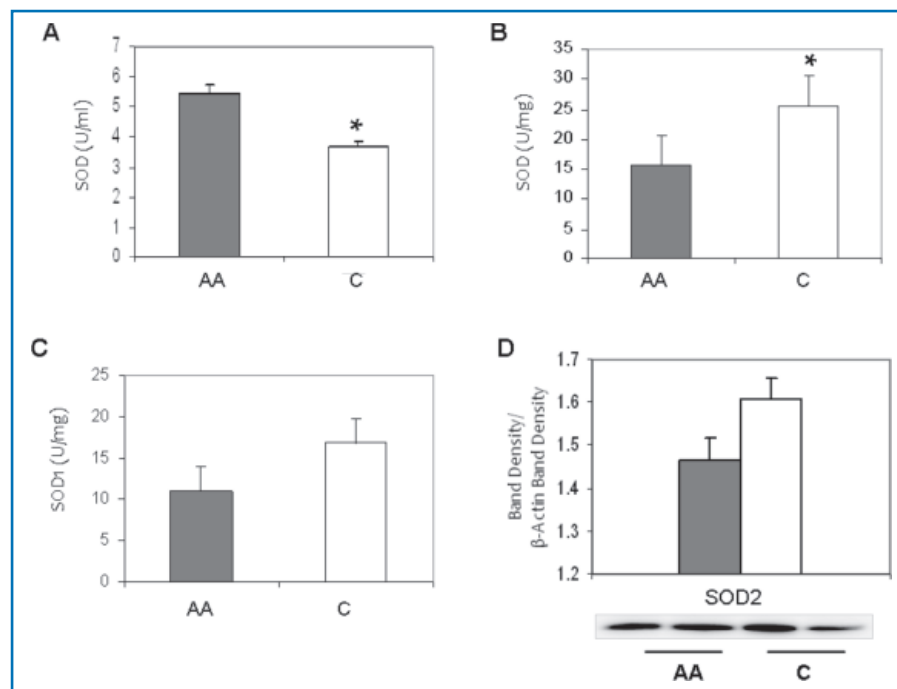 A
SOD (U/ml)
7
6
5
4
3
2
1
0
*
AA
C
B
SOD (U/mg)
35
30
25
20
15
10
5
0
*
AA
C
C
SOD1 (U/mg)
25
20
15
10
5
0
AA
C
D
Band Density/
β-Actin Band Density
1.7
1.6
1.5
1.4
1.3
1.2
SOD2
AA
C